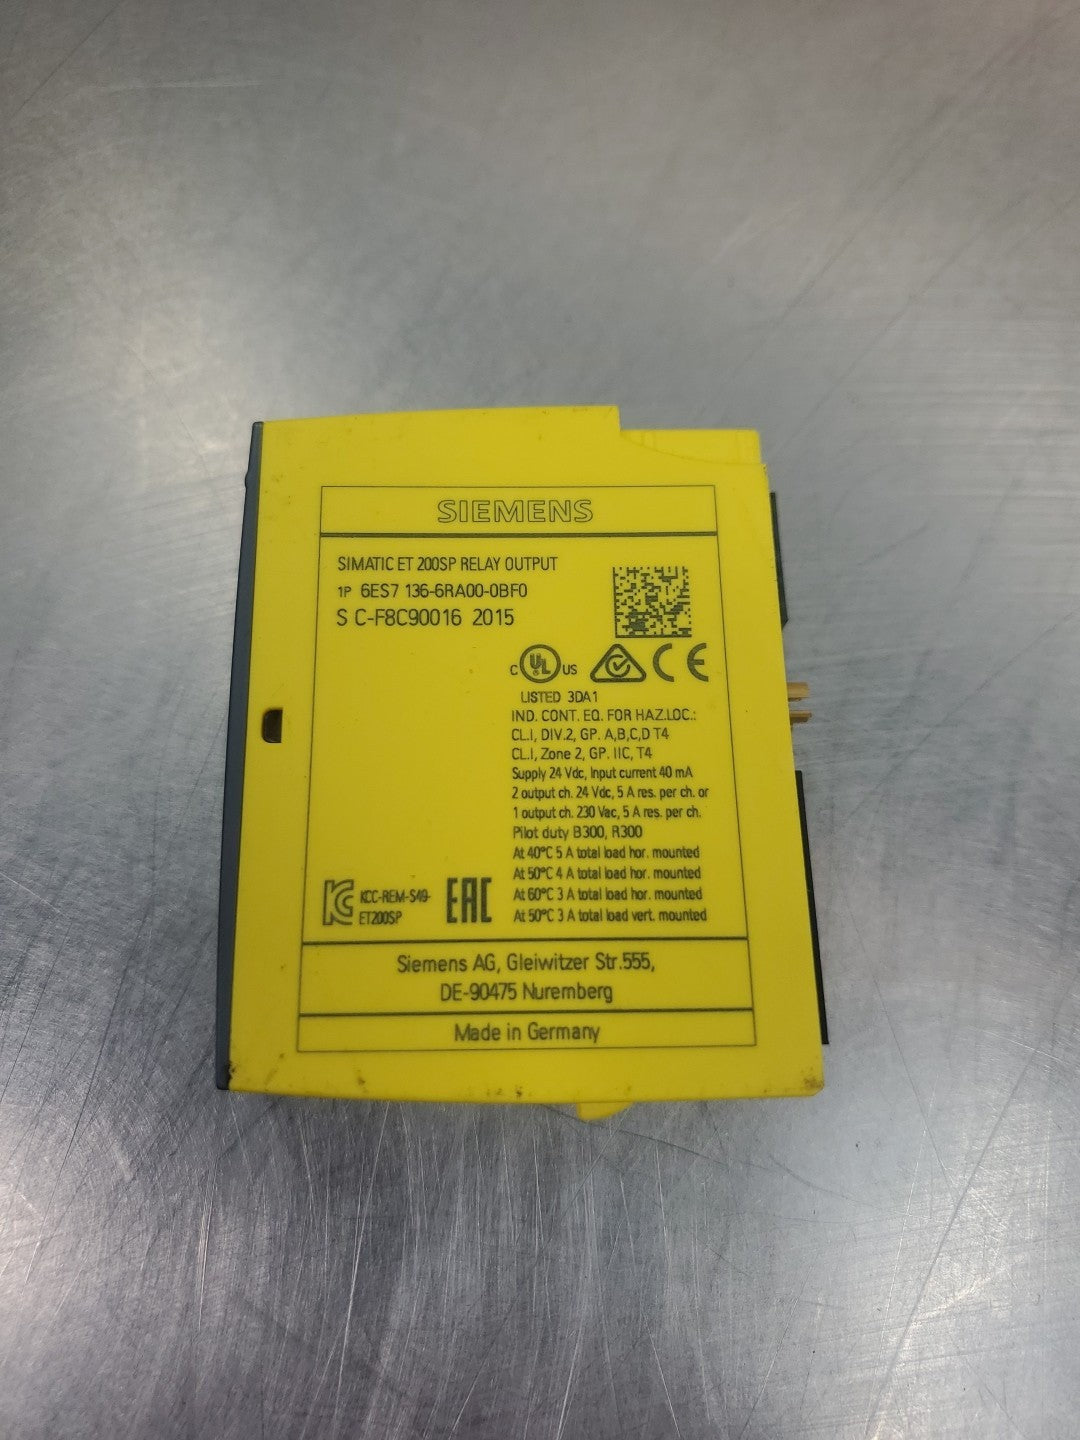 SIEMENS
SIMATIC ET 200SP RELAY OUTPUT
1P 6ES7 136-6RA00-0BF0
S C-F8C90016 2015
C UL US CE
LISTED 3DA1
IND. CONT. EQ. FOR HAZ.LOC.:
CL.I, DIV.2, GP. A,B,C,D T4
CL.I, Zone 2, GP. IIC, T4
Supply 24 Vdc, Input current 40 mA
2 output ch. 24 Vdc, 5 A res. per ch. or
1 output ch. 230 Vac, 5 A res. per ch.
Pilot duty B300, R300
At 40°C 5 A total load hor. mounted
At 50°C 4 A total load hor. mounted
At 60°C 3 A total load hor. mounted
At 50°C 3 A total load vert. mounted
KC KCC-REM-S49-
ET200SP
EAC
Siemens AG, Gleiwitzer Str.555,
DE-90475 Nuremberg
Made in Germany